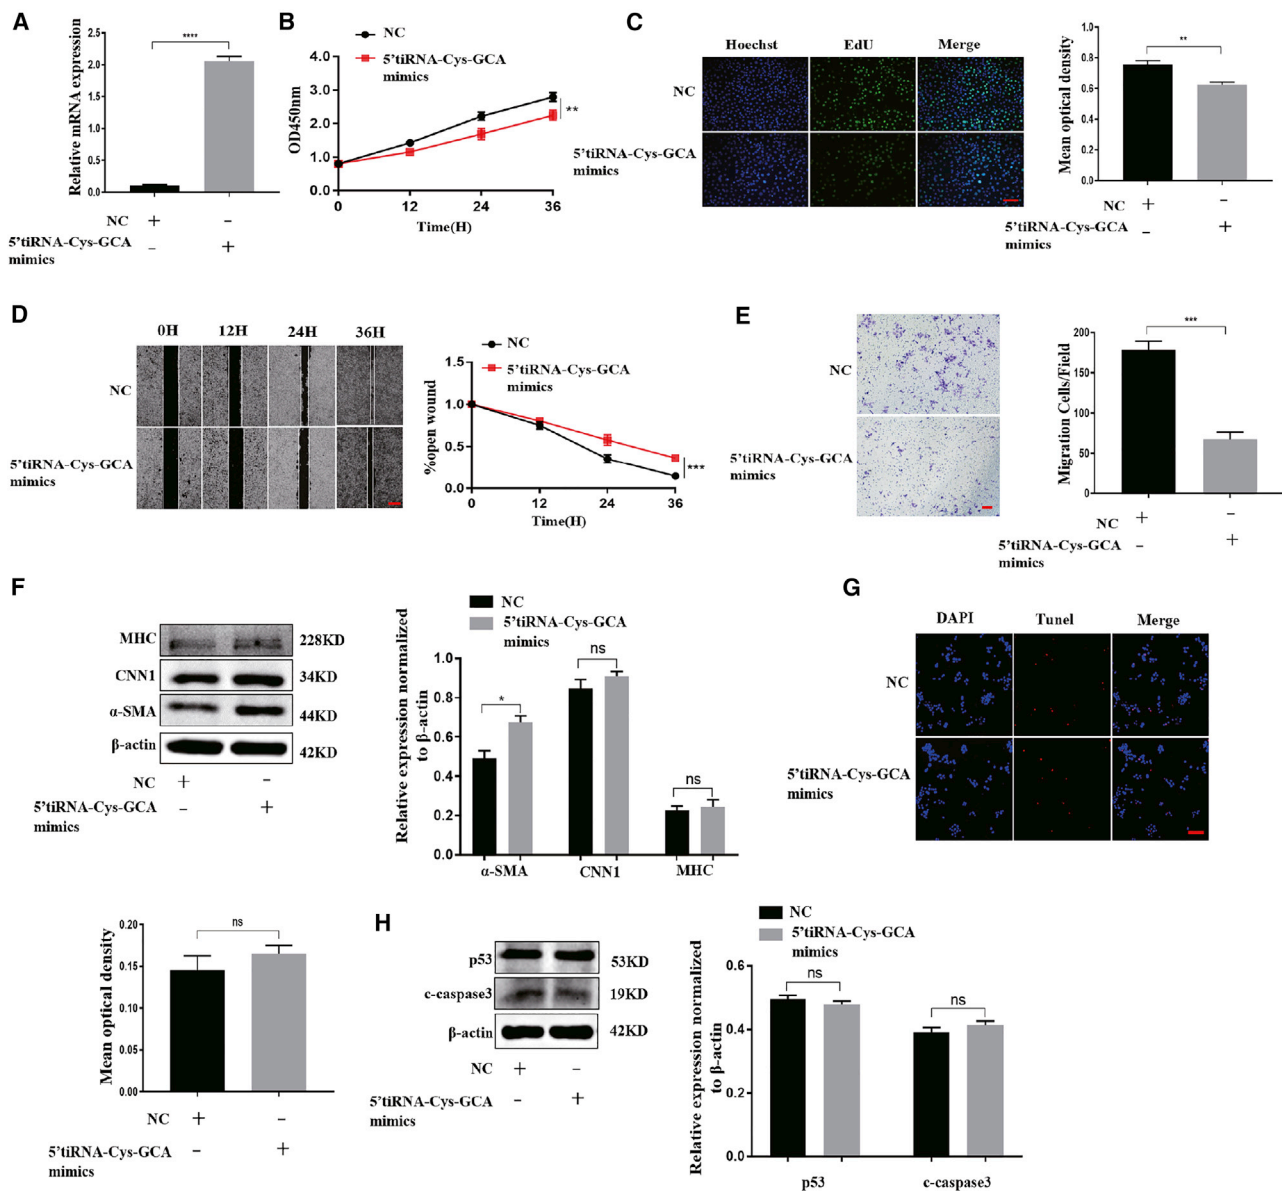 A
Relative mRNA expression
2.5
2.0
1.5
1.0
0.5
0.0
****
NC + −
5'tiRNA-Cys-GCA − +
mimics
B
NC
5'tiRNA-Cys-GCA
mimics
OD450nm
4.0
3.0
2.0
1.0
0.0
**
0 12 24 36
Time(H)
C
Hoechst EdU Merge
NC
5'tiRNA-Cys-GCA
mimics
Mean optical density
0.8
0.6
0.4
0.2
0.0
**
NC + −
5'tiRNA-Cys-GCA − +
mimics
D
0H 12H 24H 36H
NC
5'tiRNA-Cys-GCA
mimics
NC
5'tiRNA-Cys-GCA
mimics
%open wound
1.5
1.0
0.5
0.0
***
0 12 24 36
Time(H)
E
NC
5'tiRNA-Cys-GCA
mimics
Migration Cells/Field
200
150
100
50
0
***
NC + −
5'tiRNA-Cys-GCA − +
mimics
F
MHC 228KD
CNN1 34KD
α-SMA 44KD
β-actin 42KD
NC + −
5'tiRNA-Cys-GCA − +
mimics
NC
5'tiRNA-Cys-GCA
mimics
Relative expression normalized
to β-actin
1.0
0.8
0.6
0.4
0.2
0.0
* ns ns
α-SMA CNN1 MHC
G
DAPI Tunel Merge
NC
5'tiRNA-Cys-GCA
mimics
Mean optical density
0.20
0.15
0.10
0.05
0.00
ns
NC + −
5'tiRNA-Cys-GCA − +
mimics
H
p53 53KD
c-caspase3 19KD
β-actin 42KD
NC + −
5'tiRNA-Cys-GCA − +
mimics
NC
5'tiRNA-Cys-GCA
mimics
Relative expression normalized
to β-actin
0.6
0.4
0.2
0.0
ns ns
p53 c-caspase3